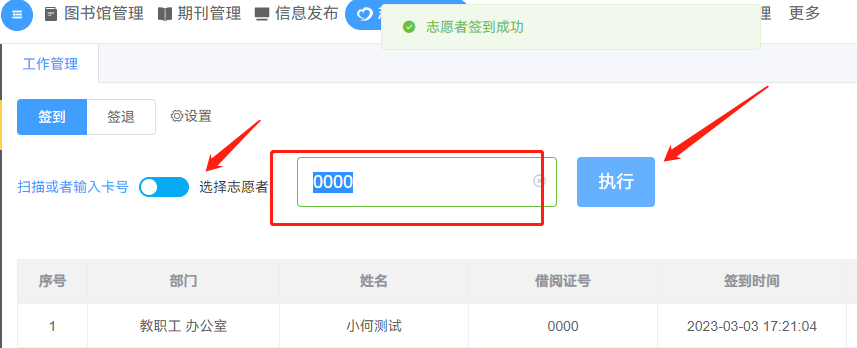 图书馆管理 期刊管理 信息发布 理 更多
志愿者签到成功
工作管理
签到 签退 设置
扫描或者输入卡号 选择志愿者 0000 执行
序号 部门 姓名 借阅证号 签到时间
1 教职工 办公室 小何测试 0000 2023-03-03 17:21:04